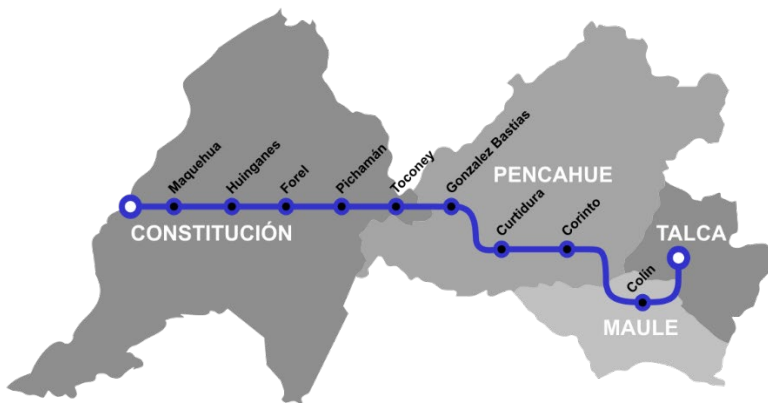 Maquehua
Huinganes
Forel
Pichamán
Toconey
Gonzalez Bastías
PENCAHUE
Curtidura
Corinto
CONSTITUCIÓN
TALCA
Colín
MAULE